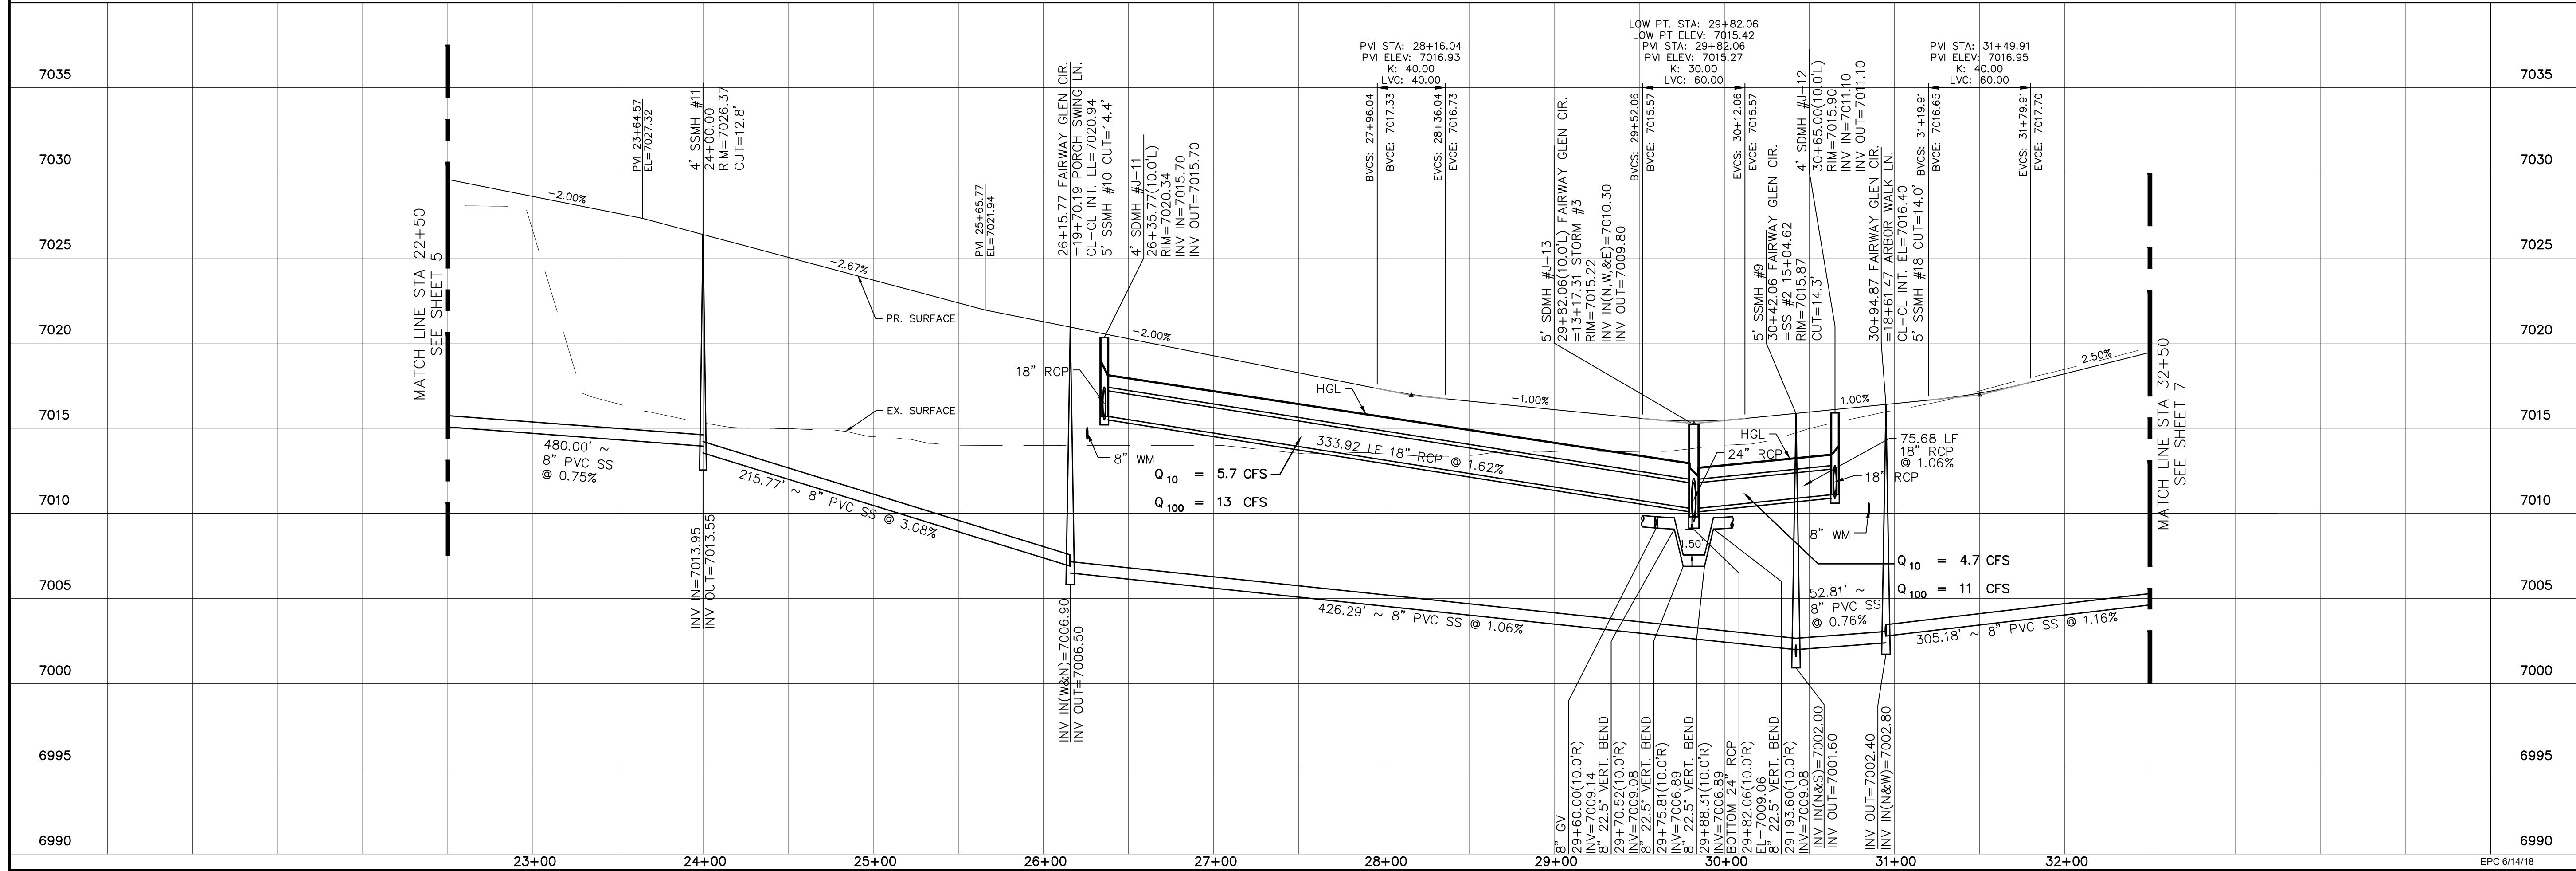 LOW PT. STA: 29+82.06
LOW PT ELEV: 7015.42
PVI STA: 28+16.04
PVI ELEV: 7016.93
K: 40.00
LVC: 40.00
PVI STA: 29+82.06
PVI ELEV: 7015.27
K: 30.00
LVC: 60.00
PVI STA: 31+49.91
PVI ELEV: 7016.95
K: 40.00
LVC: 60.00
7035
7035
7030
7030
7025
7025
7020
7020
7015
7015
7010
7010
7005
7005
7000
7000
6995
6995
6990
6990
MATCH LINE STA 22+50
SEE SHEET 5
-2.00%
PVI 23+64.57
EL=7027.32
4' SSMH #11
24+00.00
RIM=7026.37
CUT=12.8'
-2.67%
PR. SURFACE
EX. SURFACE
PVI 25+65.77
EL=7021.94
26+15.77 FAIRWAY GLEN CIR.
=19+70.19 PORCH SWING LN.
CL-CL INT. EL=7020.94
5' SSMH #10 CUT=14.4'
4' SDMH #J-11
26+35.77(10.0'L)
RIM=7020.34
INV IN=7015.70
INV OUT=7015.70
-2.00%
BVCS: 27+96.04
BVCE: 7017.33
EVCS: 28+36.04
EVCE: 7016.73
-1.00%
5' SDMH #J-13
29+82.06(10.0'L) FAIRWAY GLEN CIR.
=13+17.31 STORM #3
RIM=7015.22
INV IN(N,W,&E)=7010.30
INV OUT=7009.80
BVCS: 29+52.06
BVCE: 7015.57
EVCS: 30+12.06
EVCE: 7015.57
5' SSMH #9
30+42.06 FAIRWAY GLEN CIR.
=SS #2 15+04.62
RIM=7015.87
CUT=14.3'
4' SDMH #J-12
30+65.00(10.0'L)
RIM=7015.90
INV IN=7011.10
INV OUT=7011.10
30+94.87 FAIRWAY GLEN CIR.
=18+61.47 ARBOR WALK LN.
CL-CL INT. EL=7016.40
5' SSMH #18 CUT=14.0'
BVCS: 31+19.91
BVCE: 7016.65
EVCS: 31+79.91
EVCE: 7017.70
1.00%
2.50%
MATCH LINE STA 32+50
SEE SHEET 7
480.00' ~
8" PVC SS
@ 0.75%
215.77' ~ 8" PVC SS @ 3.08%
INV IN=7013.95
INV OUT=7013.55
18" RCP
8" WM
HGL
333.92 LF 18" RCP @ 1.62%
Q10 = 5.7 CFS
Q100 = 13 CFS
INV IN(W&N)=7006.90
INV OUT=7006.50
426.29' ~ 8" PVC SS @ 1.06%
HGL
24" RCP
75.68 LF
18" RCP
@ 1.06%
18" RCP
8" WM
1.50'
Q10 = 4.7 CFS
Q100 = 11 CFS
52.81' ~
8" PVC SS
@ 0.76%
305.18' ~ 8" PVC SS @ 1.16%
8" GV
29+60.00(10.0'R)
INV=7009.14
8" 22.5° VERT. BEND
29+70.52(10.0'R)
INV=7009.08
8" 22.5° VERT. BEND
29+75.81(10.0'R)
INV=7006.89
8" 22.5° VERT. BEND
29+88.31(10.0'R)
INV=7006.89
BOTTOM 24" RCP
29+82.06(10.0'R)
EL=7009.06
8" 22.5° VERT. BEND
29+93.60(10.0'R)
INV=7009.08
INV IN(N&S)=7002.00
INV OUT=7001.60
INV OUT=7002.40
INV IN(N&W)=7002.80
23+00
24+00
25+00
26+00
27+00
28+00
29+00
30+00
31+00
32+00
EPC 6/14/18